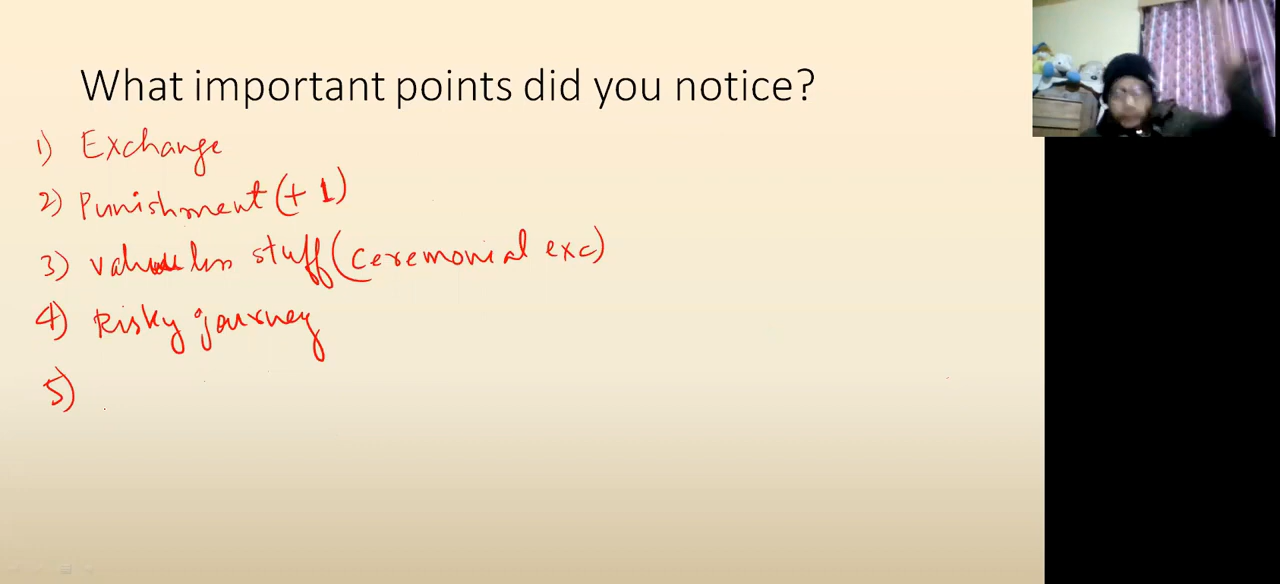 What important points did you notice?
1) Exchange
2) Punishment (+ 1)
3) valueless stuff (ceremonial exc)
4) Risky journey
5)